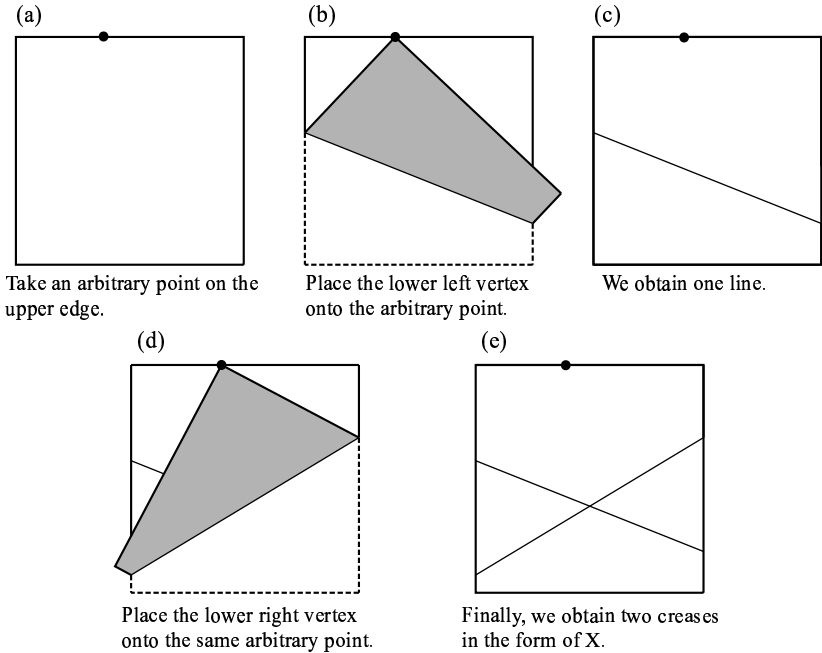 (a)
(b)
(c)
Take an arbitrary point on the
upper edge.
Place the lower left vertex
onto the arbitrary point.
We obtain one line.
(d)
(e)
Place the lower right vertex
onto the same arbitrary point.
Finally, we obtain two creases
in the form of X.